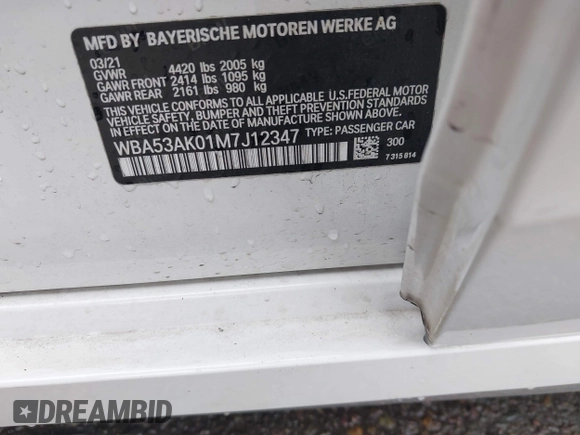 MFD BY BAYERISCHE MOTOREN WERKE AG
03/21
GVWR 4420 lbs 2005 kg
GAWR FRONT 2414 lbs 1095 kg
GAWR REAR 2161 lbs 980 kg
THIS VEHICLE CONFORMS TO ALL APPLICABLE U.S.FEDERAL MOTOR
VEHICLE SAFETY, BUMPER, AND THEFT PREVENTION STANDARDS
IN EFFECT ON THE DATE OF MANUFACTURE SHOWN ABOVE.
WBA53AK01M7J12347 TYPE: PASSENGER CAR
300
7 315 814
DREAMBID